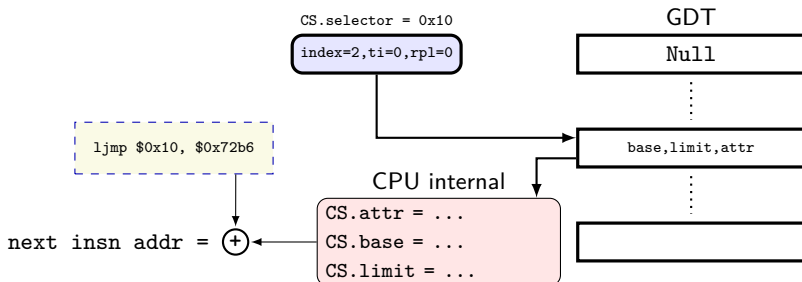 CS.selector = 0x10
index=2,ti=0,rpl=0
GDT
Null
base,limit,attr
ljmp $0x10, $0x72b6
CPU internal
CS.attr = ...
CS.base = ...
CS.limit = ...
next insn addr = +